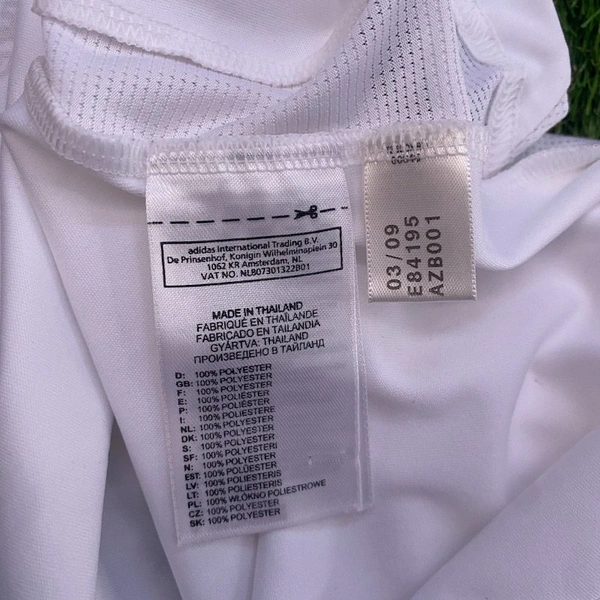 adidas International Trading B.V.
De Prinsenhof, Konigin Wilhelminaplein 30
1062 KR Amsterdam, NL
VAT NO. NL807301322B01
MADE IN THAILAND
FABRIQUÉ EN THAÏLANDE
FABRICADO EN TAILANDIA
GYÁRTVA: THAILAND
ПРОИЗВЕДЕНО В ТАЙЛАНД
D: 100% POLYESTER
GB: 100% POLYESTER
F: 100% POLYESTER
E: 100% POLIÉSTER
P: 100% POLIÉSTER
I: 100% POLIESTERE
NL: 100% POLYESTER
DK: 100% POLYESTER
S: 100% POLYESTER
SF: 100% POLYESTER
N: 100% POLYESTER
EST: 100% POLÜESTER
LV: 100% POLIESTERIS
LT: 100% POLIESTERIS
PL: 100% WŁÓKNO POLIESTROWE
CZ: 100% POLYESTER
SK: 100% POLYESTER
03/09
E84195
AZB001